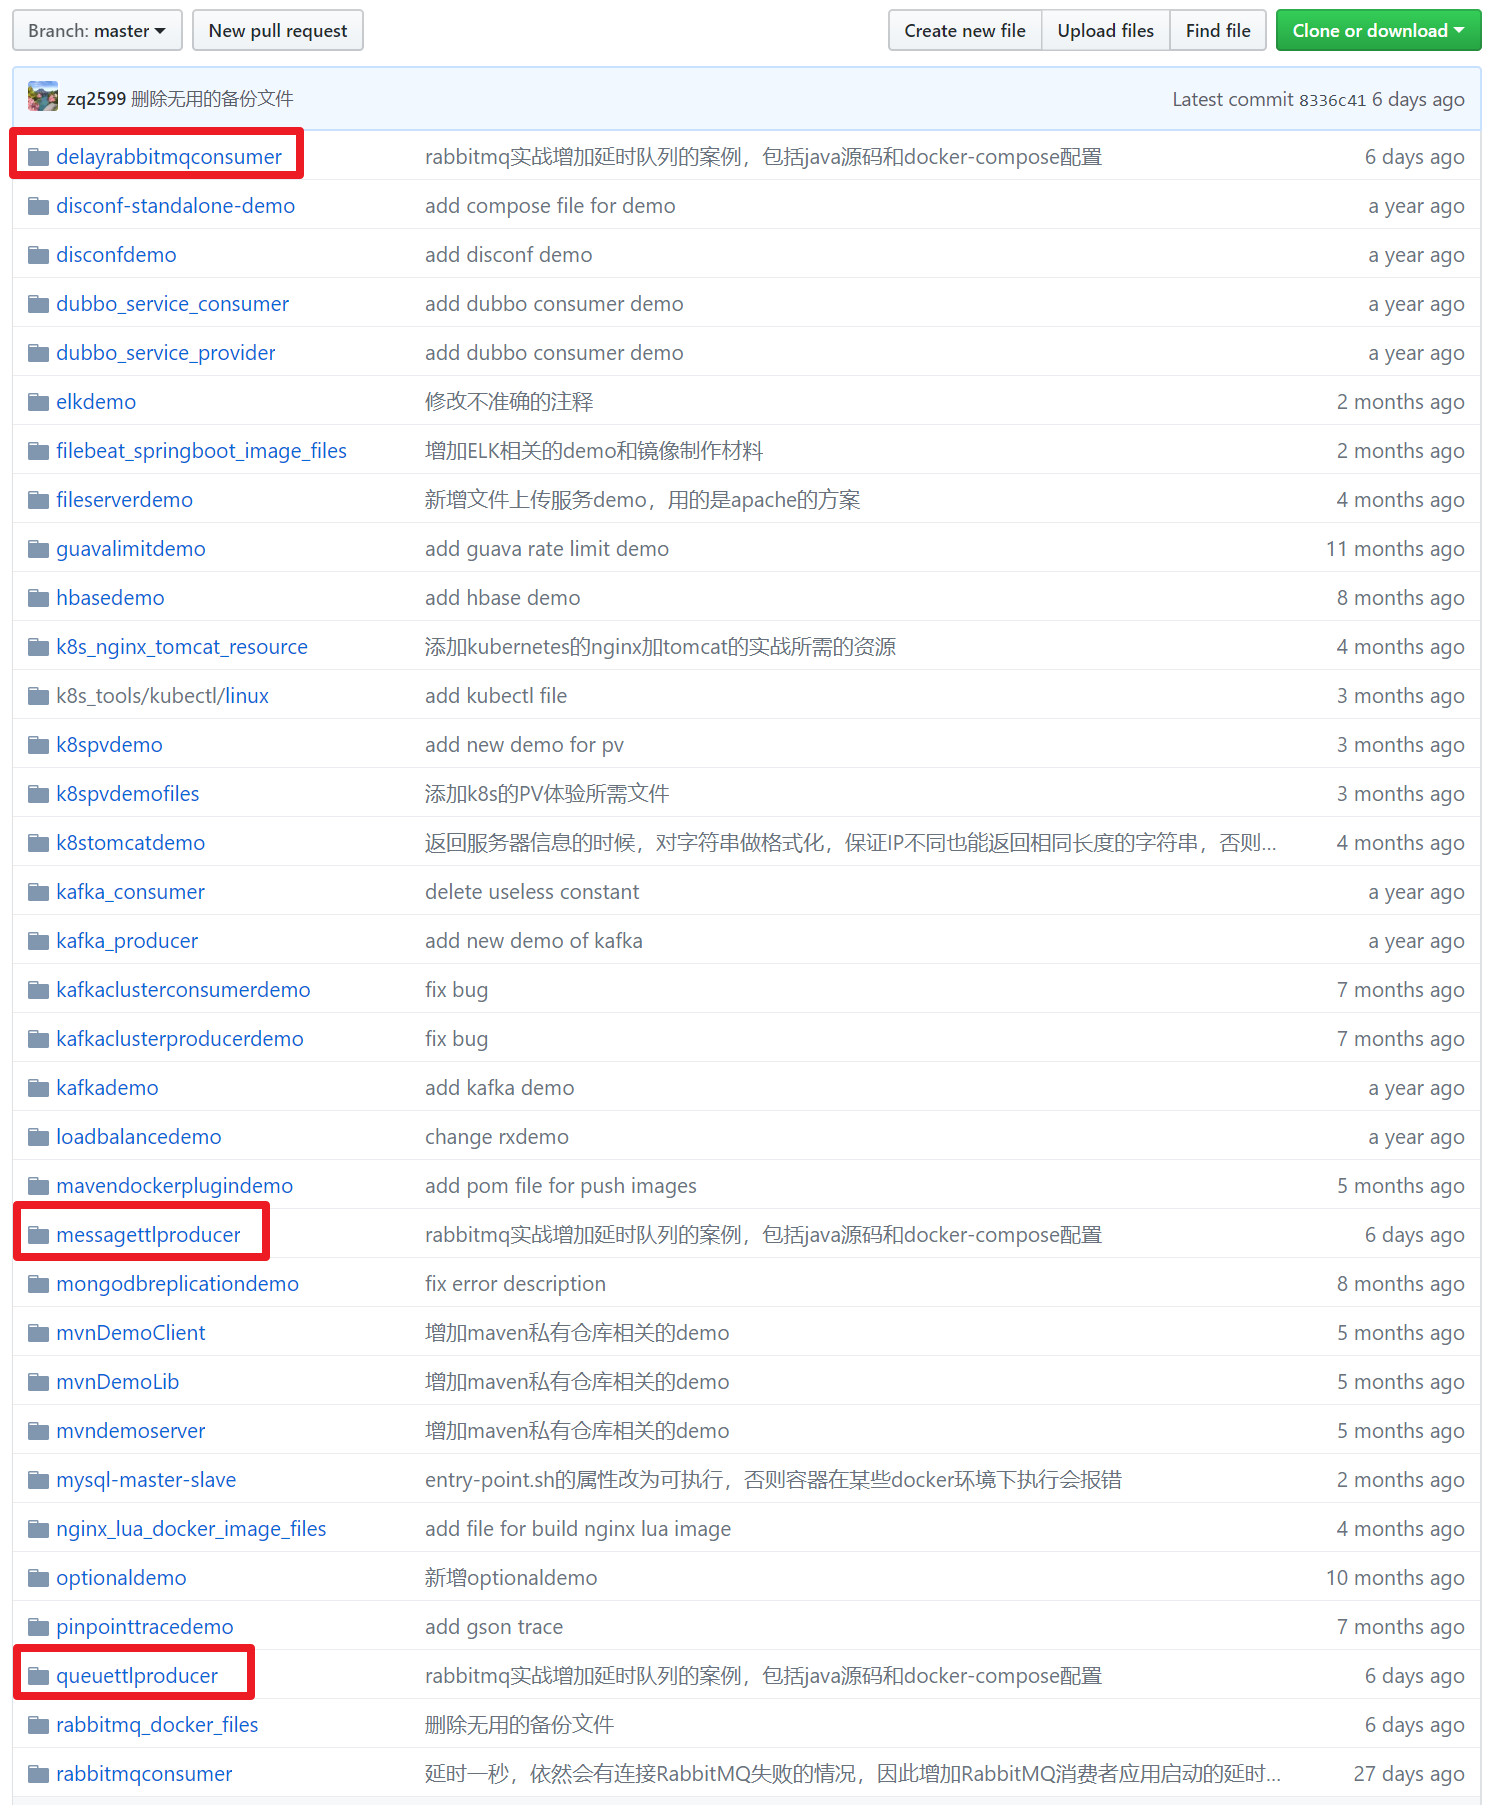 Branch: master New pull request Create new file Upload files Find file Clone or download
zq2599 删除无用的备份文件 Latest commit 8336c41 6 days ago
delayrabbitmqconsumer rabbitmq实战增加延时队列的案例，包括java源码和docker-compose配置 6 days ago
disconf-standalone-demo add compose file for demo a year ago
disconfdemo add disconf demo a year ago
dubbo_service_consumer add dubbo consumer demo a year ago
dubbo_service_provider add dubbo consumer demo a year ago
elkdemo 修改不准确的注释 2 months ago
filebeat_springboot_image_files 增加ELK相关的demo和镜像制作材料 2 months ago
fileserverdemo 新增文件上传服务demo，用的是apache的方案 4 months ago
guavalimitdemo add guava rate limit demo 11 months ago
hbasedemo add hbase demo 8 months ago
k8s_nginx_tomcat_resource 添加kubernetes的nginx加tomcat的实战所需的资源 4 months ago
k8s_tools/kubectl/linux add kubectl file 3 months ago
k8spvdemo add new demo for pv 3 months ago
k8spvdemofiles 添加k8s的PV体验所需文件 3 months ago
k8stomcatdemo 返回服务器信息的时候，对字符串做格式化，保证IP不同也能返回相同长度的字符串，否则... 4 months ago
kafka_consumer delete useless constant a year ago
kafka_producer add new demo of kafka a year ago
kafkaclusterconsumerdemo fix bug 7 months ago
kafkaclusterproducerdemo fix bug 7 months ago
kafkademo add kafka demo a year ago
loadbalancedemo change rxdemo a year ago
mavendockerplugindemo add pom file for push images 5 months ago
messagettlproducer rabbitmq实战增加延时队列的案例，包括java源码和docker-compose配置 6 days ago
mongodbreplicationdemo fix error description 8 months ago
mvnDemoClient 增加maven私有仓库相关的demo 5 months ago
mvnDemoLib 增加maven私有仓库相关的demo 5 months ago
mvndemoserver 增加maven私有仓库相关的demo 5 months ago
mysql-master-slave entry-point.sh的属性改为可执行，否则容器在某些docker环境下执行会报错 2 months ago
nginx_lua_docker_image_files add file for build nginx lua image 4 months ago
optionaldemo 新增optionaldemo 10 months ago
pinpointtracedemo add gson trace 7 months ago
queuettlproducer rabbitmq实战增加延时队列的案例，包括java源码和docker-compose配置 6 days ago
rabbitmq_docker_files 删除无用的备份文件 6 days ago
rabbitmqconsumer 延时一秒，依然会有连接RabbitMQ失败的情况，因此增加RabbitMQ消费者应用启动的延时... 27 days ago